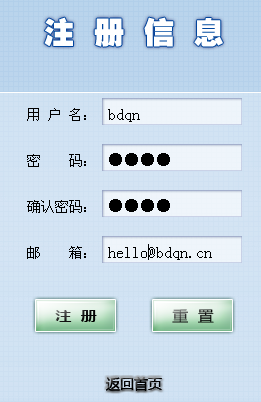 注册信息
用户名： bdqn
密 码： ●●●●
确认密码： ●●●●
邮 箱： hello@bdqn.cn
注册 重置
返回首页